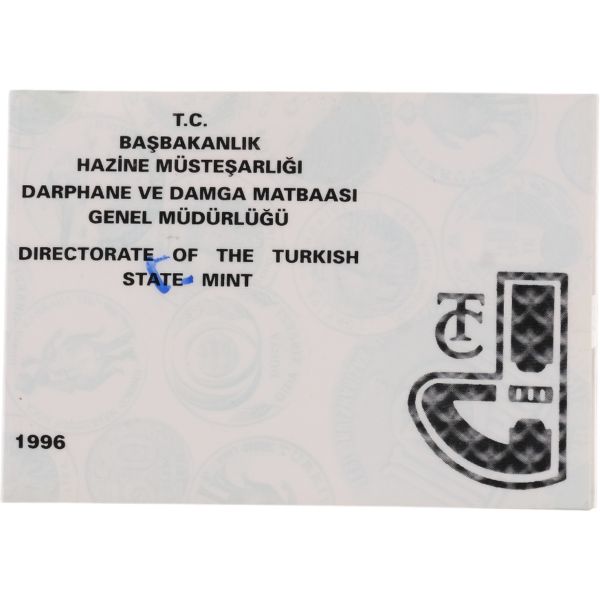 T.C.
BAŞBAKANLIK
HAZİNE MÜSTEŞARLIĞI
DARPHANE VE DAMGA MATBAASI
GENEL MÜDÜRLÜĞÜ
DIRECTORATE OF THE TURKISH
STATE MINT
TC
1996